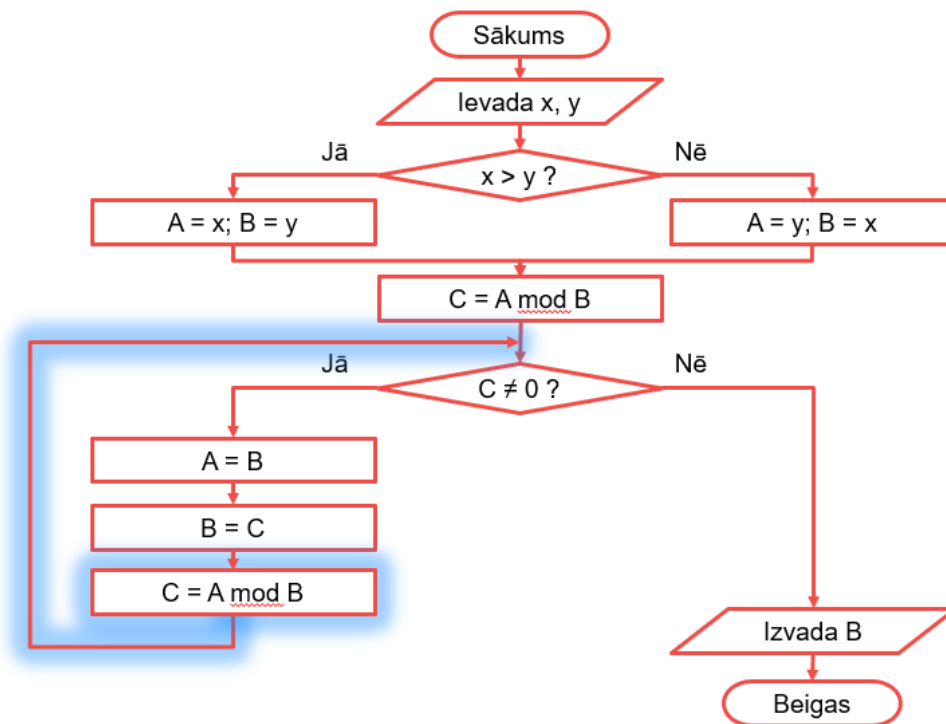 Sākums
Ievada x, y
Jā
Nē
x > y ?
A = x; B = y
A = y; B = x
C = A mod B
Jā
Nē
C ≠ 0 ?
A = B
B = C
C = A mod B
Izvada B
Beigas